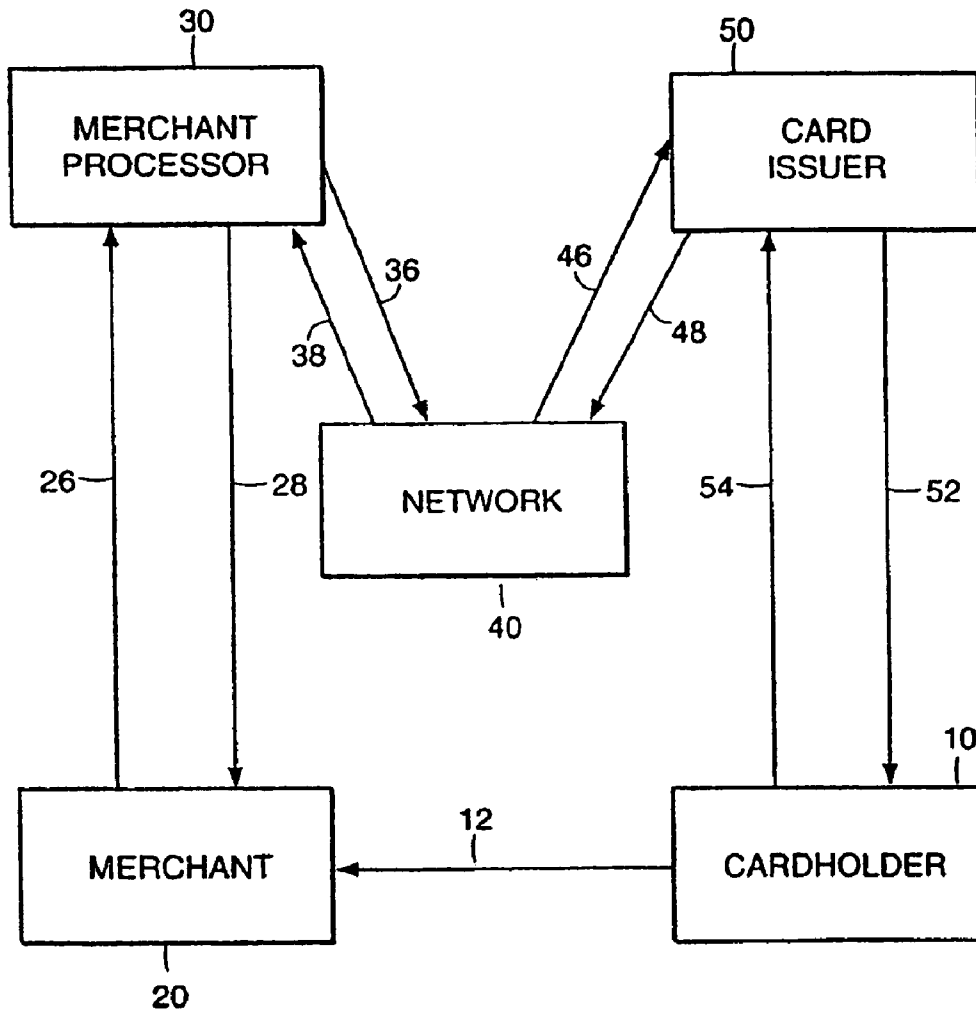 30
50
MERCHANT
PROCESSOR
CARD
ISSUER
36
46
38
48
26
28
NETWORK
54
52
40
10
12
MERCHANT
CARDHOLDER
20